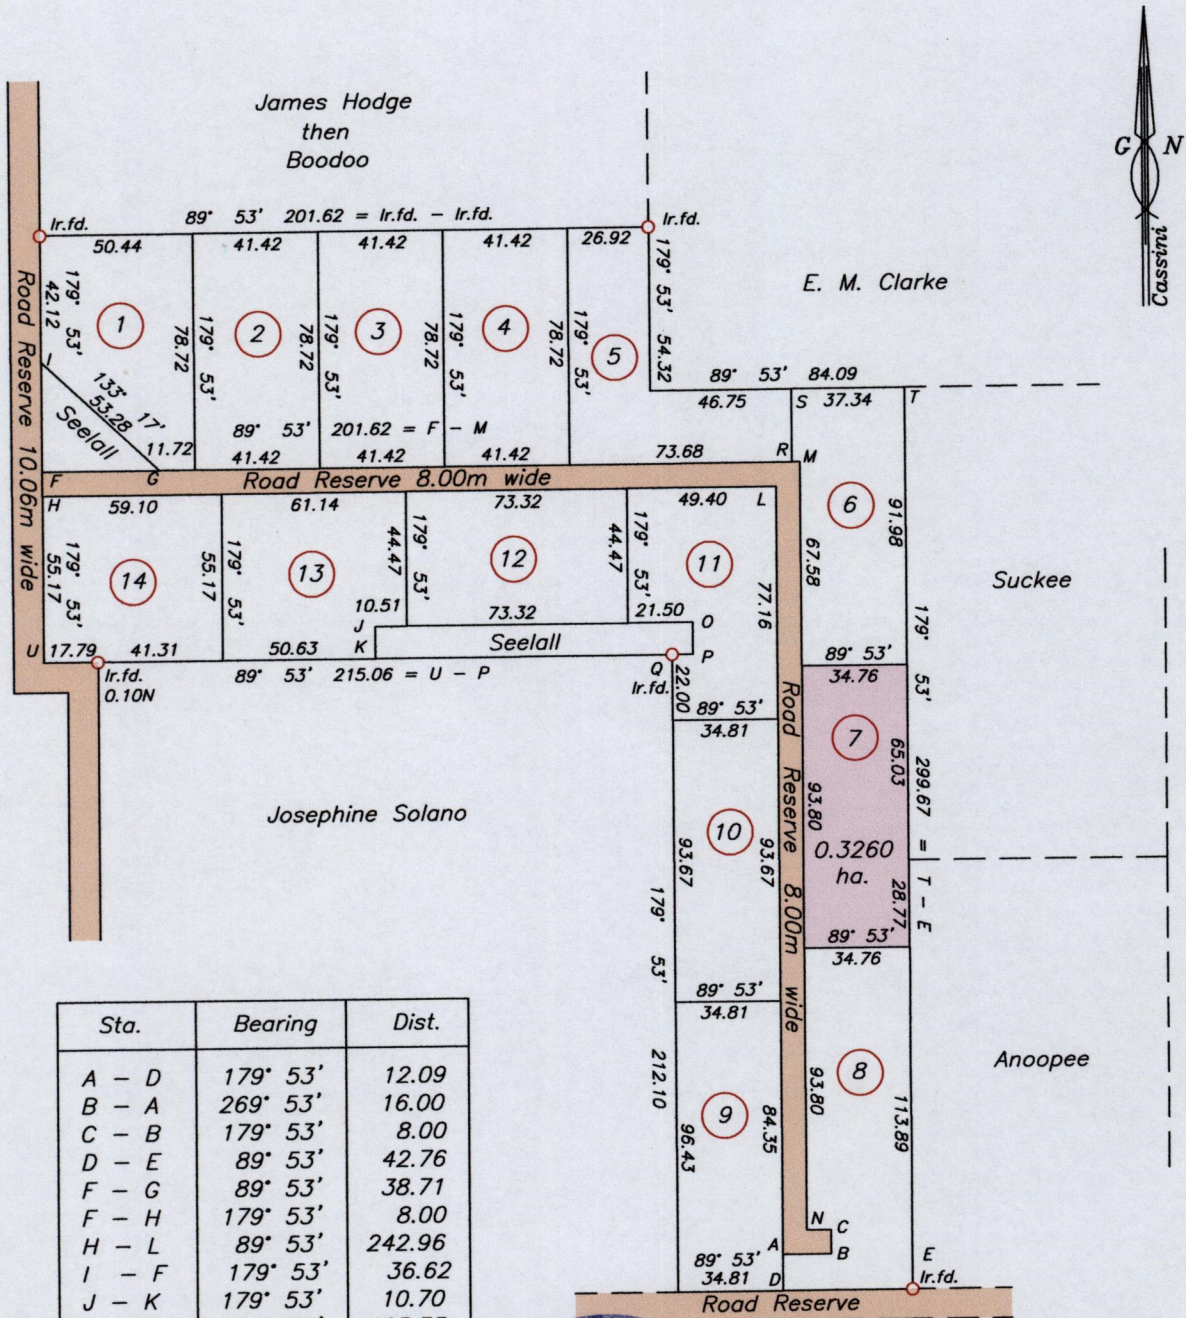 James Hodge
then
Boodoo
G N
Cassini
Ir.fd.
89° 53' 201.62 = Ir.fd. - Ir.fd.
Ir.fd.
50.44
41.42
41.42
41.42
26.92
E. M. Clarke
179° 53'
42.12
1
78.72
179° 53'
2
78.72
179° 53'
3
78.72
179° 53'
4
78.72
179° 53'
5
179° 53' 54.32
89° 53' 84.09
46.75
S 37.34
T
I
133° 17'
53.28
Seelall
11.72
89° 53' 201.62 = F - M
41.42
41.42
41.42
73.68
R
M
Road Reserve 10.06m wide
F
G
Road Reserve 8.00m wide
H
59.10
61.14
73.32
49.40
L
6
91.98
67.58
179° 53'
55.17
14
55.17
179° 53'
13
44.47
179° 53'
12
44.47
179° 53'
11
77.16
Suckee
10.51
73.32
21.50
J
K
Seelall
O
P
U
17.79
41.31
50.63
Ir.fd.
0.10N
89° 53' 215.06 = U - P
Q
Ir.fd.
22.00
89° 53'
34.81
89° 53'
34.76
179° 53' 299.67 = T - E
7
65.03
93.80
0.3260
ha.
28.77
89° 53'
34.76
Josephine Solano
Road Reserve 8.00m wide
10
93.67
93.67
179° 53' 212.10
89° 53'
34.81
Anoopee
8
93.80
113.89
9
84.35
96.43
N
C
A
B
E
89° 53'
34.81
D
Ir.fd.
Road Reserve
Sta. Bearing Dist.
A - D 179° 53' 12.09
B - A 269° 53' 16.00
C - B 179° 53' 8.00
D - E 89° 53' 42.76
F - G 89° 53' 38.71
F - H 179° 53' 8.00
H - L 89° 53' 242.96
I - F 179° 53' 36.62
J - K 179° 53' 10.70